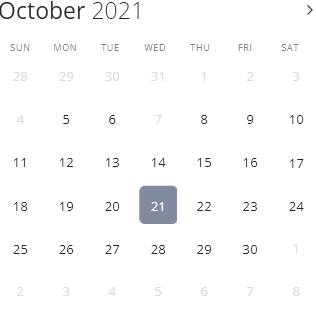 October 2021
SUN MON TUE WED THU FRI SAT
28 29 30 31 1 2 3
4 5 6 7 8 9 10
11 12 13 14 15 16 17
18 19 20 21 22 23 24
25 26 27 28 29 30 1
2 3 4 5 6 7 8